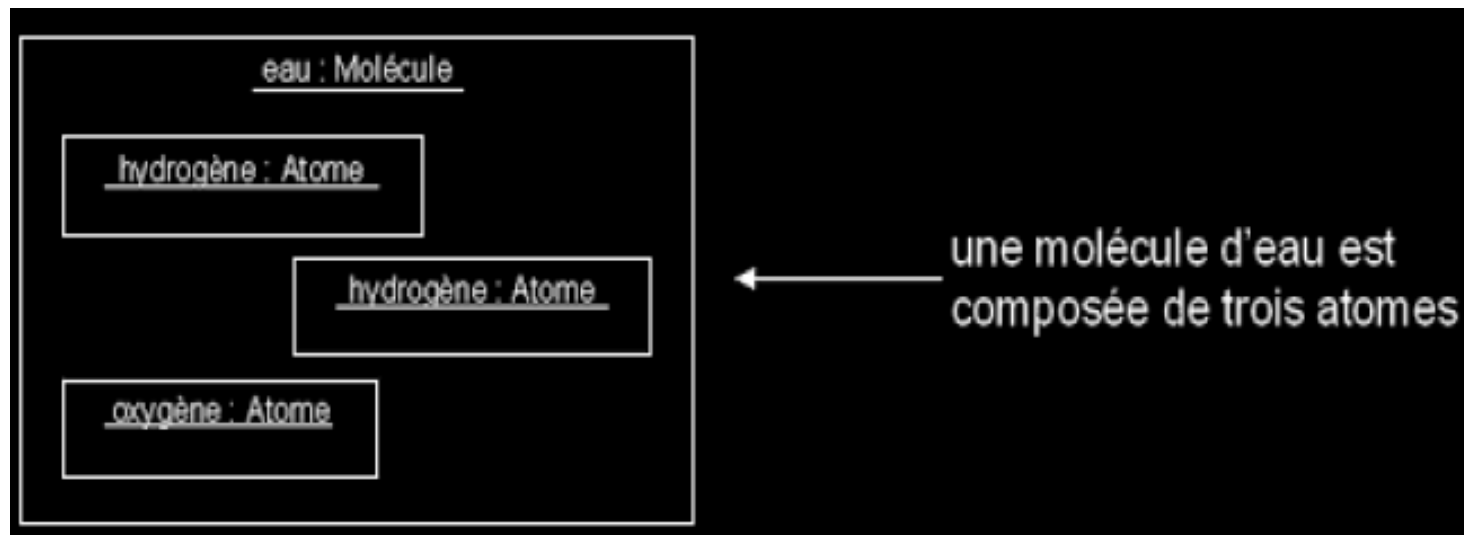 eau : Molécule
hydrogène : Atome
hydrogène : Atome
oxygène : Atome
une molécule d'eau est
composée de trois atomes